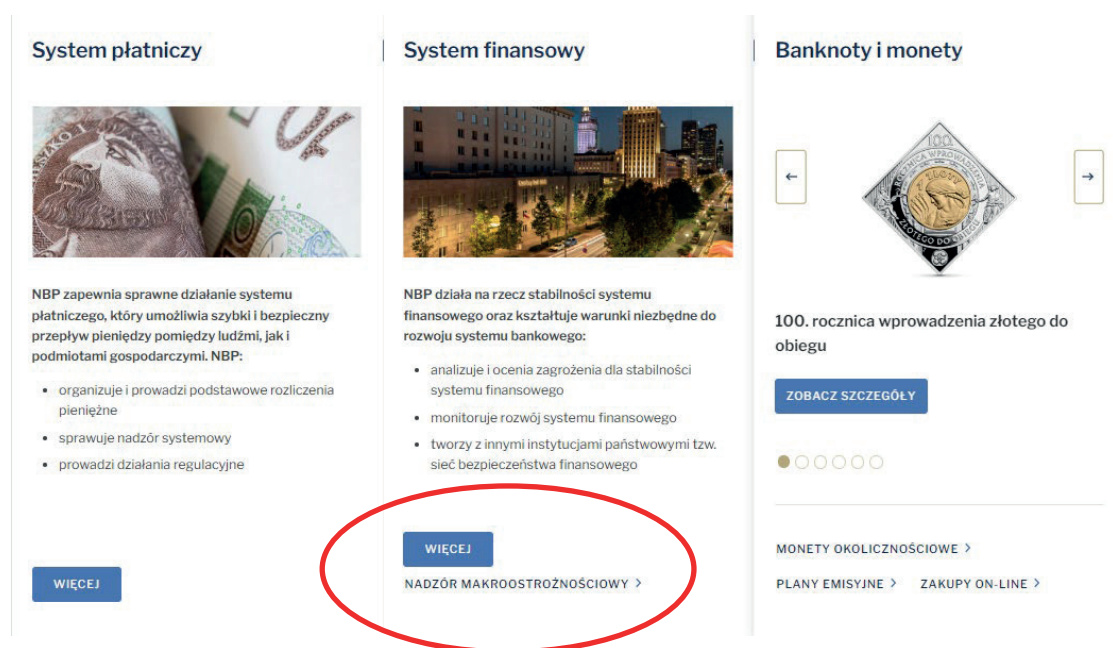 System płatniczy
NBP zapewnia sprawne działanie systemu
płatniczego, który umożliwia szybki i bezpieczny
przepływ pieniędzy pomiędzy ludźmi, jak i
podmiotami gospodarczymi. NBP:
• organizuje i prowadzi podstawowe rozliczenia
pieniężne
• sprawuje nadzór systemowy
• prowadzi działania regulacyjne
WIĘCEJ
System finansowy
NBP działa na rzecz stabilności systemu
finansowego oraz kształtuje warunki niezbędne do
rozwoju systemu bankowego:
• analizuje i ocenia zagrożenia dla stabilności
systemu finansowego
• monitoruje rozwój systemu finansowego
• tworzy z innymi instytucjami państwowymi tzw.
sieć bezpieczeństwa finansowego
WIĘCEJ
NADZÓR MAKROOSTROŻNOŚCIOWY >
Banknoty i monety
←
→
100. rocznica wprowadzenia złotego do
obiegu
ZOBACZ SZCZEGÓŁY
MONETY OKOLICZNOŚCIOWE >
PLANY EMISYJNE > ZAKUPY ON-LINE >